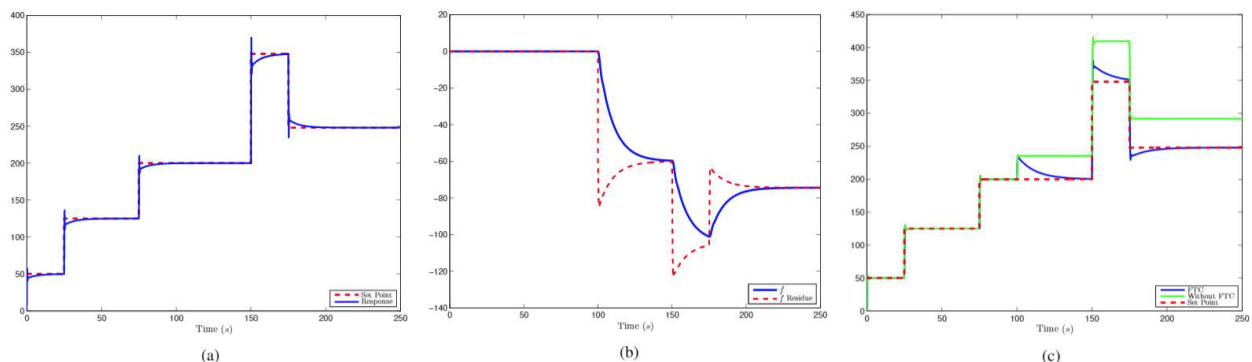 400
350
300
250
200
150
100
50
0
0 50 100 150 200 250
Time (s)
Set Point
Response
(a)
20
0
−20
−40
−60
−80
−100
−120
−140
0 50 100 150 200 250
Time (s)
f
f Residue
(b)
450
400
350
300
250
200
150
100
50
0
0 50 100 150 200 250
Time (s)
FTC
Without FTC
Set Point
(c)